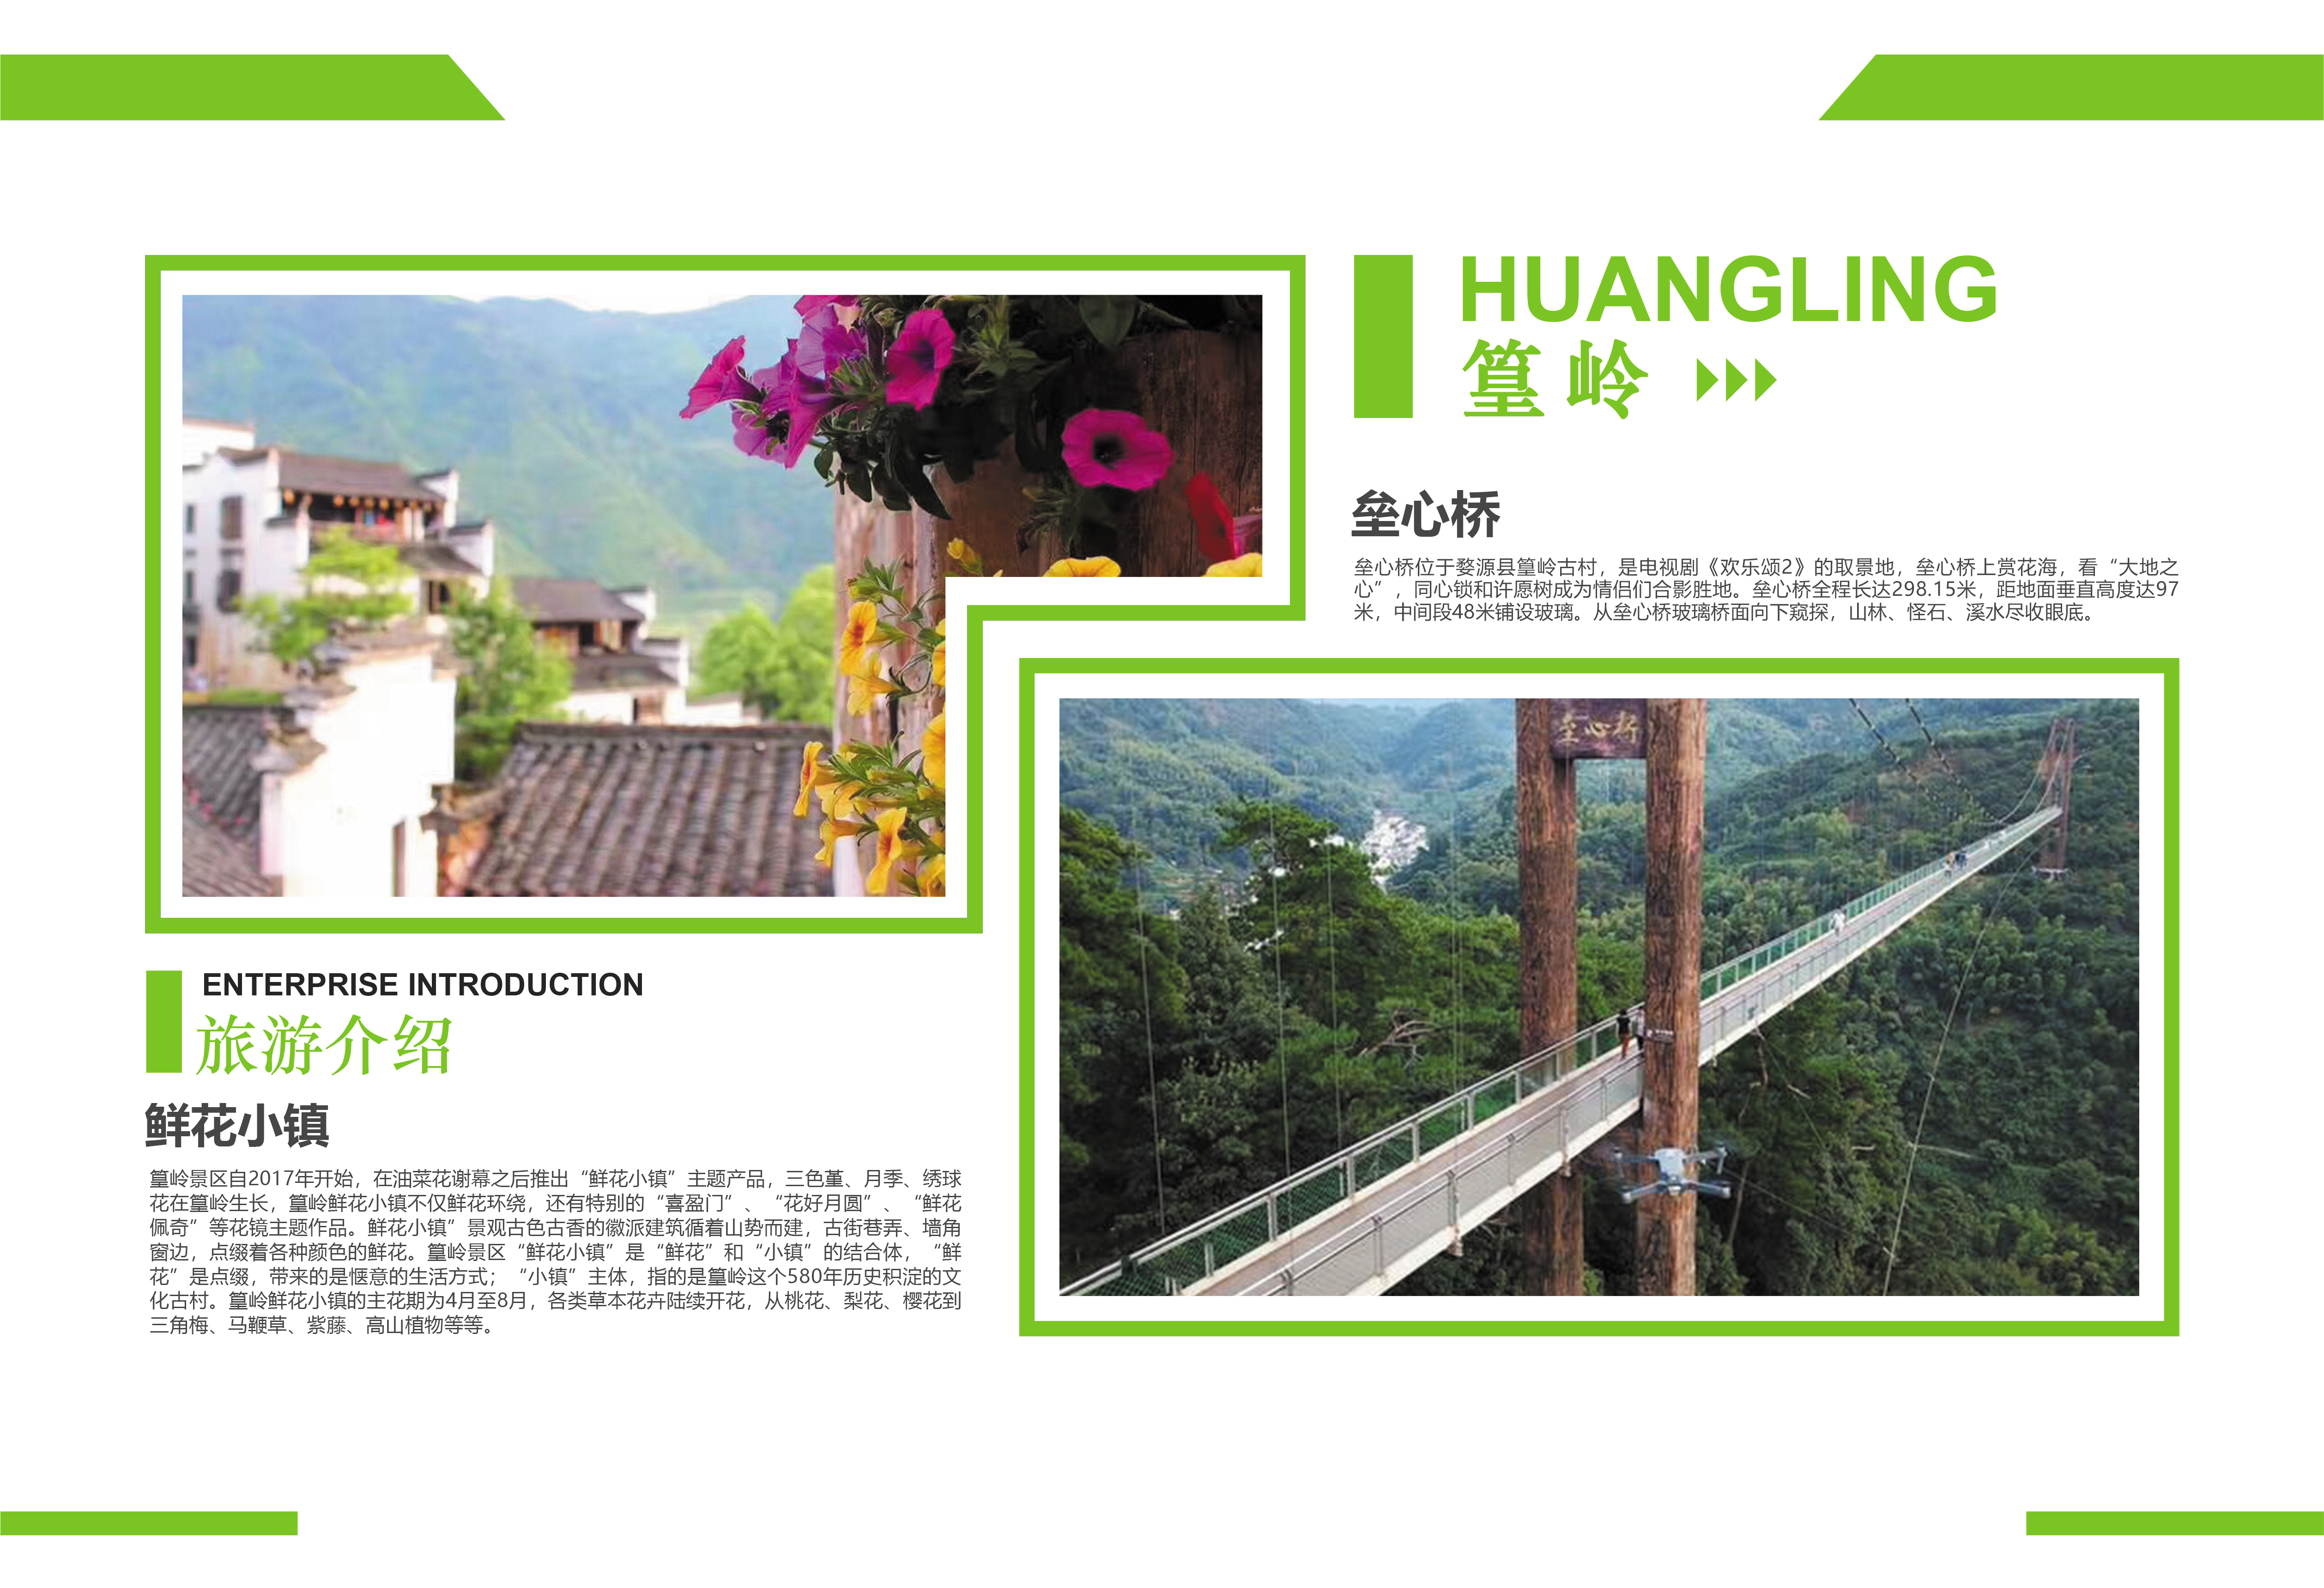 HUANGLING
篁岭
垒心桥
垒心桥位于婺源县篁岭古村，是电视剧《欢乐颂2》的取景地，垒心桥上赏花海，看“大地之
心”，同心锁和许愿树成为情侣们合影胜地。垒心桥全程长达298.15米，距地面垂直高度达97
米，中间段48米铺设玻璃。从垒心桥玻璃桥面向下窥探，山林、怪石、溪水尽收眼底。
垒心桥
ENTERPRISE INTRODUCTION
旅游介绍
鲜花小镇
篁岭景区自2017年开始，在油菜花谢幕之后推出“鲜花小镇”主题产品，三色堇、月季、绣球
花在篁岭生长，篁岭鲜花小镇不仅鲜花环绕，还有特别的“喜盈门”、“花好月圆”、“鲜花
佩奇”等花镜主题作品。鲜花小镇”景观古色古香的徽派建筑循着山势而建，古街巷弄、墙角
窗边，点缀着各种颜色的鲜花。篁岭景区“鲜花小镇”是“鲜花”和“小镇”的结合体，“鲜
花”是点缀，带来的是惬意的生活方式；“小镇”主体，指的是篁岭这个580年历史积淀的文
化古村。篁岭鲜花小镇的主花期为4月至8月，各类草本花卉陆续开花，从桃花、梨花、樱花到
三角梅、马鞭草、紫藤、高山植物等等。